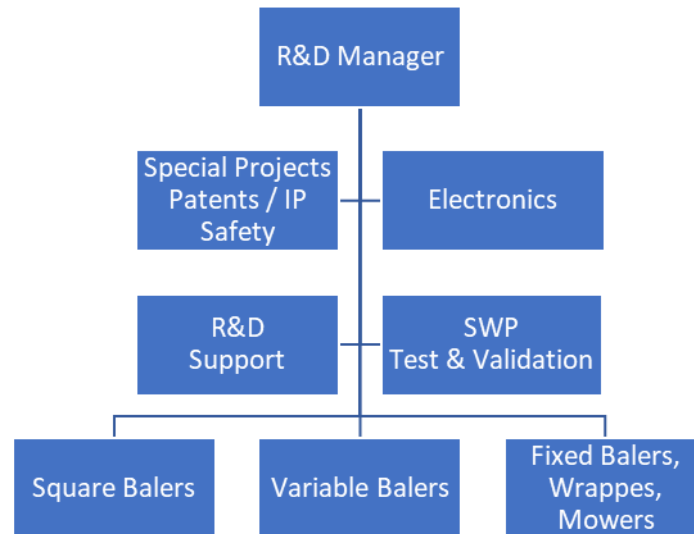 R&D Manager
Special Projects
Patents / IP
Safety
Electronics
R&D
Support
SWP
Test & Validation
Square Balers
Variable Balers
Fixed Balers,
Wrappes,
Mowers